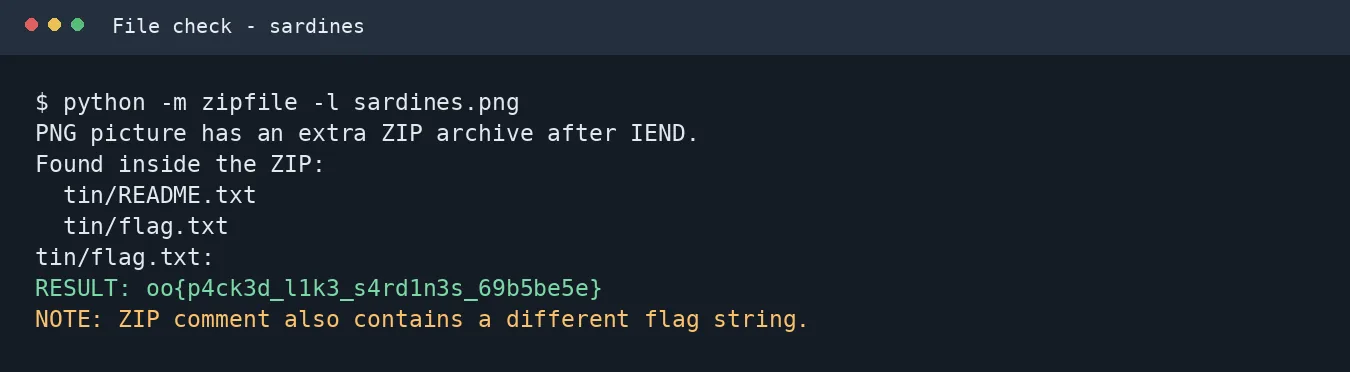 File check - sardines
$ python -m zipfile -l sardines.png
PNG picture has an extra ZIP archive after IEND.
Found inside the ZIP:
  tin/README.txt
  tin/flag.txt
tin/flag.txt:
RESULT: oo{p4ck3d_l1k3_s4rd1n3s_69b5be5e}
NOTE: ZIP comment also contains a different flag string.